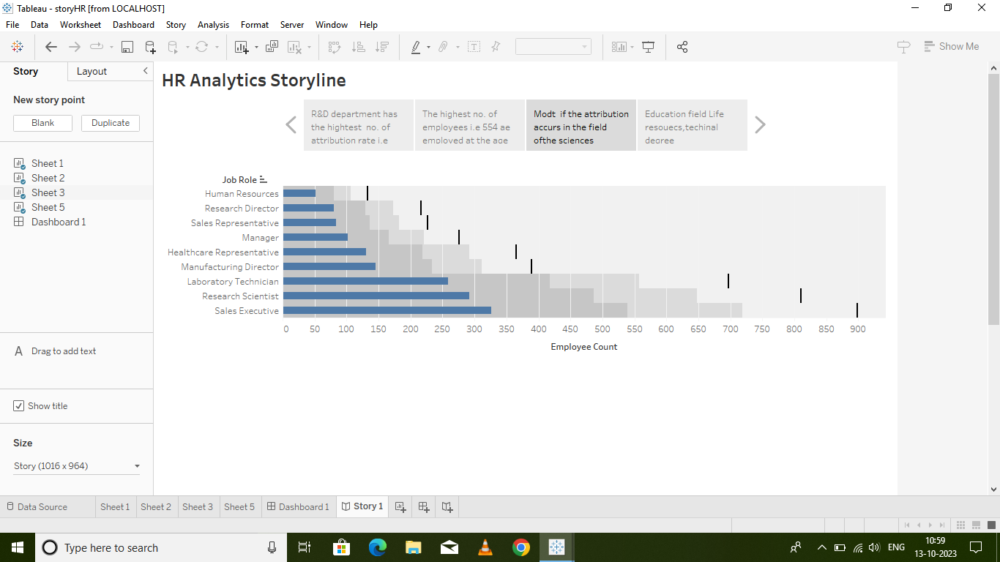 Tableau - storyHR [from LOCALHOST]
File Data Worksheet Dashboard Story Analysis Format Server Window Help
Show Me
Story Layout
New story point
Blank Duplicate
Sheet 1
Sheet 2
Sheet 3
Sheet 5
Dashboard 1
A Drag to add text
Show title
Size
Story (1016 x 964)
HR Analytics Storyline
R&D department has
the hightest no. of
attribution rate i.e
The highest no. of
employees i.e 554 ae
employed at the age
Modt if the attribution
accurs in the field
ofthe sciences
Education field Life
resouecs,techinal
degree
Job Role
Human Resources
Research Director
Sales Representative
Manager
Healthcare Representative
Manufacturing Director
Laboratory Technician
Research Scientist
Sales Executive
0 50 100 150 200 250 300 350 400 450 500 550 600 650 700 750 800 850 900
Employee Count
Data Source Sheet 1 Sheet 2 Sheet 3 Sheet 5 Dashboard 1 Story 1
Type here to search
ENG
10:59
13-10-2023